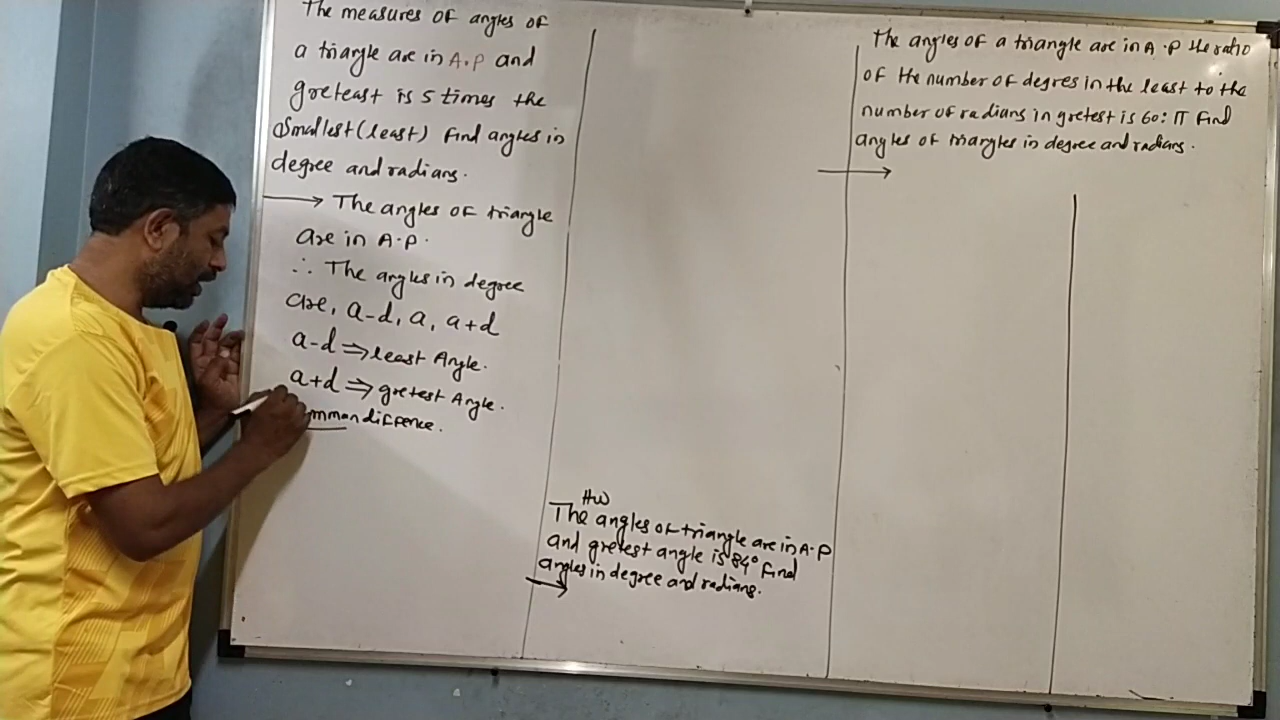 The measures of angles of
a triangle are in A.P and
greteast is 5 times the
Smallest (least) find angles in
degree and radians.
→ The angles of triangle
are in A.P.
∴ The angles in degree
are, a-d, a, a+d
a-d ⇒ least Angle.
a+d ⇒ gretest Angle.
diffence.
HW
The angles of triangle are in A.P
and gretest angle is 84° find
angles in degree and radians.
→
The angles of a triangle are in A.P the ratio
of the number of degres in the least to the
number of radians in gretest is 60:π find
angles of triangles in degree and radians.
→